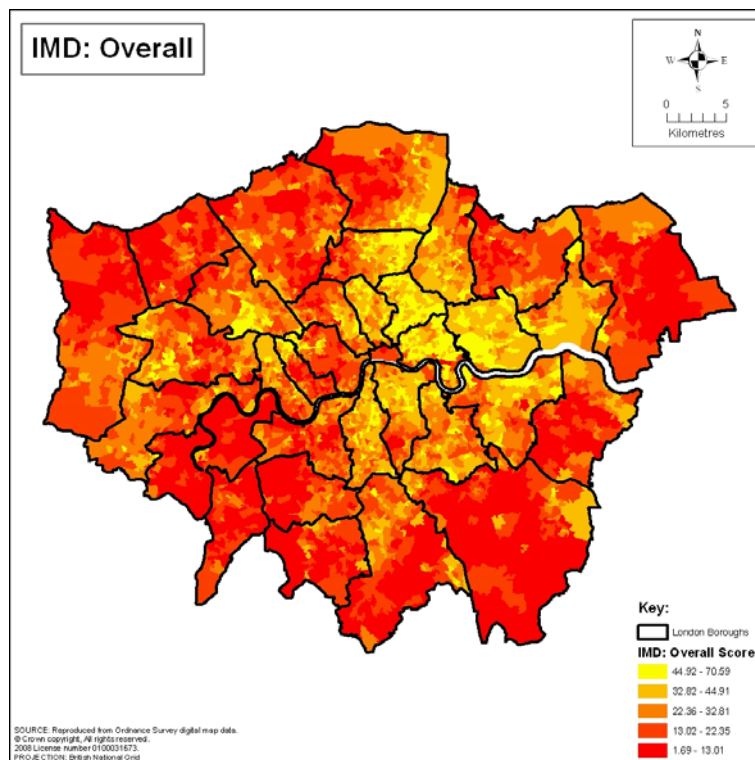 IMD: Overall
N
W E
S
0 5
Kilometres
Key:
London Boroughs
IMD: Overall Score
44.92 - 70.59
32.82 - 44.91
22.36 - 32.81
13.02 - 22.35
1.69 - 13.01
SOURCE: Reproduced from Ordnance Survey digital map data.
© Crown copyright, All rights reserved.
2008 License number 0100031673.
PROJECTION: British National Grid